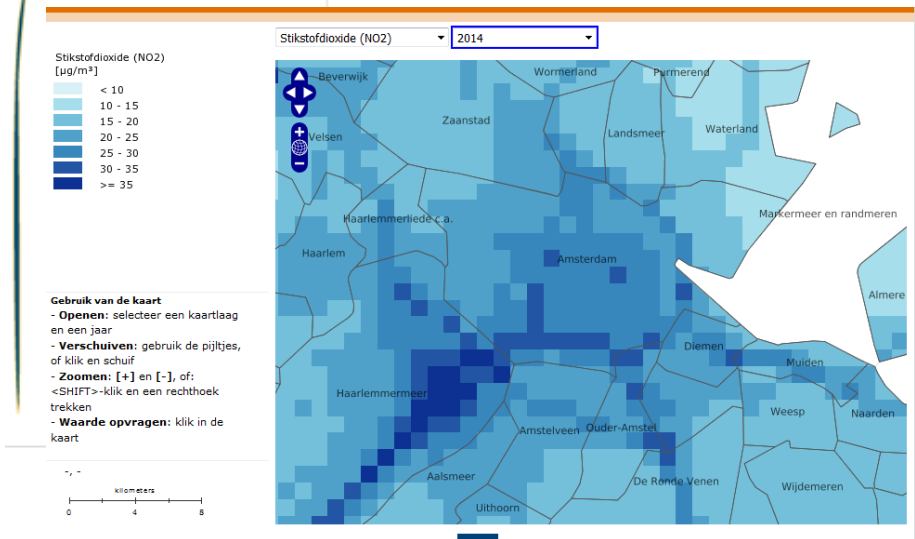 Stikstofdioxide (NO2)
2014
Stikstofdioxide (NO2)
[µg/m³]
< 10
10 - 15
15 - 20
20 - 25
25 - 30
30 - 35
>= 35
Beverwijk
Wormerland
Purmerend
Zaanstad
Velsen
Landsmeer
Waterland
Haarlemmerliede c.a.
Markermeer en randmeren
Haarlem
Amsterdam
Almere
Diemen
Muiden
Haarlemmermeer
Weesp
Naarden
Amstelveen
Ouder-Amstel
Aalsmeer
De Ronde Venen
Wijdemeren
Uithoorn
Gebruik van de kaart
- Openen: selecteer een kaartlaag
en een jaar
- Verschuiven: gebruik de pijltjes,
of klik en schuif
- Zoomen: [+] en [-], of:
<SHIFT>-klik en een rechthoek
trekken
- Waarde opvragen: klik in de
kaart
-, -
kilometers
0 4 8